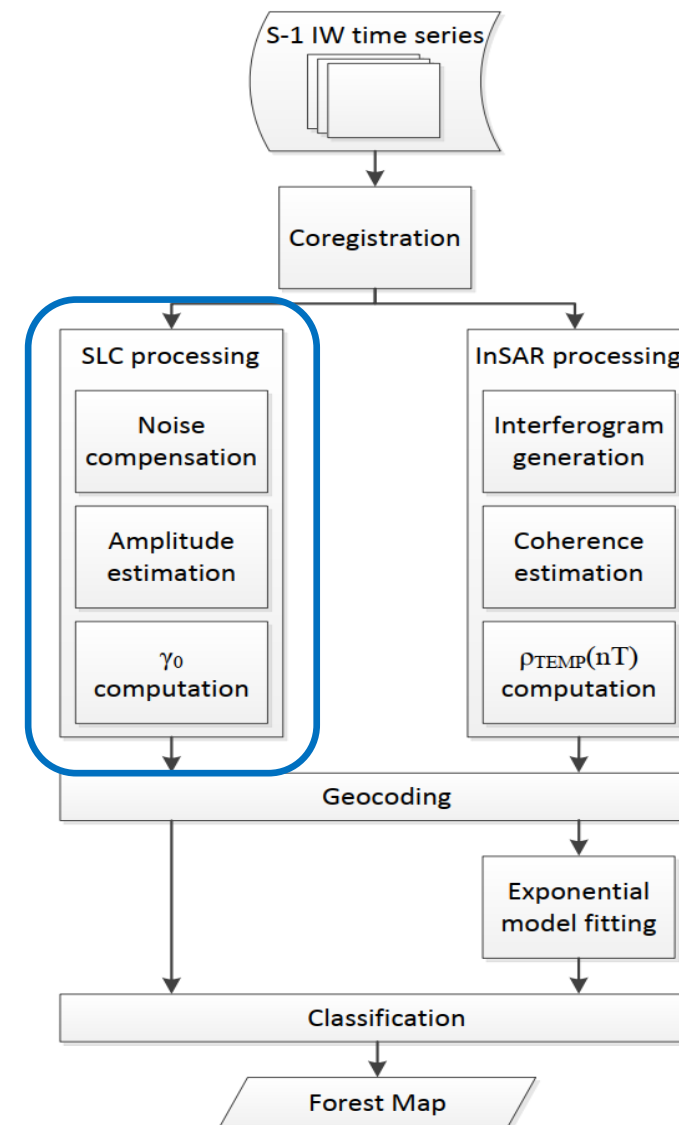 S-1 IW time series
Coregistration
SLC processing
Noise
compensation
Amplitude
estimation
γ₀
computation
InSAR processing
Interferogram
generation
Coherence
estimation
ρTEMP(nT)
computation
Geocoding
Exponential
model fitting
Classification
Forest Map